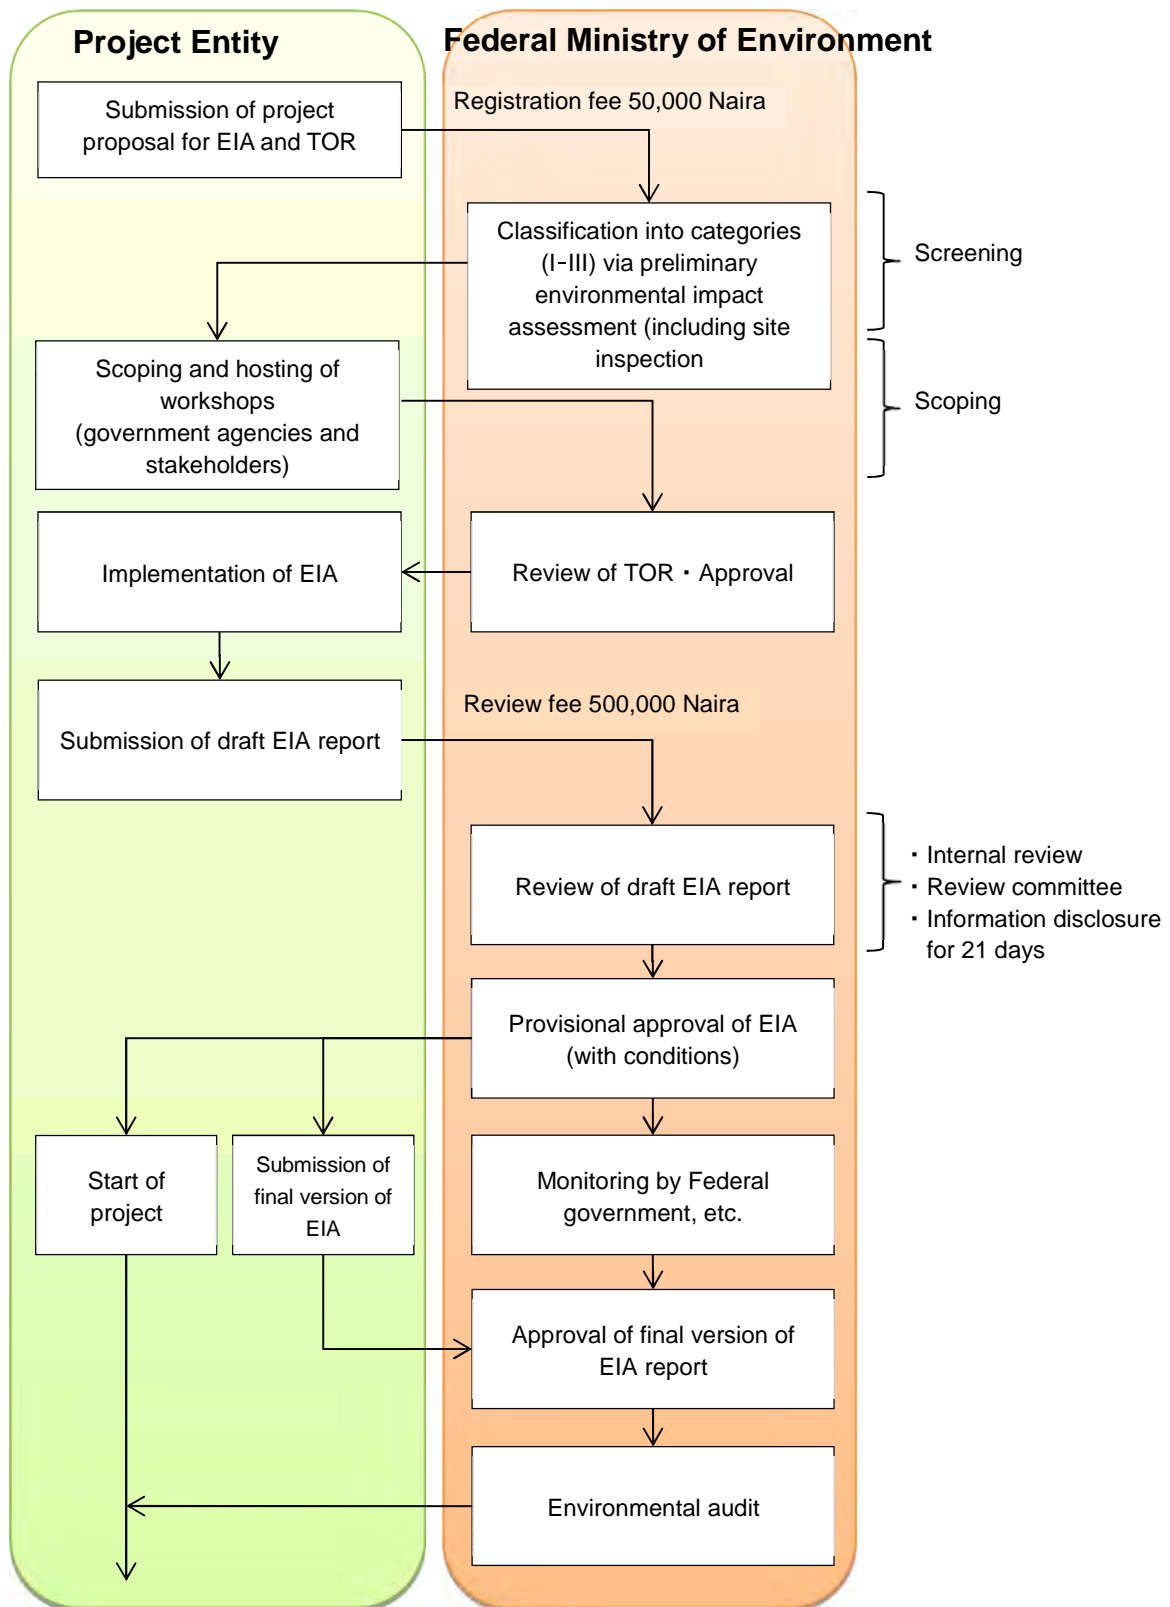 Project Entity
Federal Ministry of Environment
Submission of project
proposal for EIA and TOR
Registration fee 50,000 Naira
Classification into categories
(I-III) via preliminary
environmental impact
assessment (including site
inspection
Screening
Scoping and hosting of
workshops
(government agencies and
stakeholders)
Scoping
Implementation of EIA
Review of TOR・Approval
Submission of draft EIA report
Review fee 500,000 Naira
Review of draft EIA report
・Internal review
・Review committee
・Information disclosure
for 21 days
Provisional approval of EIA
(with conditions)
Start of
project
Submission of
final version of
EIA
Monitoring by Federal
government, etc.
Approval of final version of
EIA report
Environmental audit